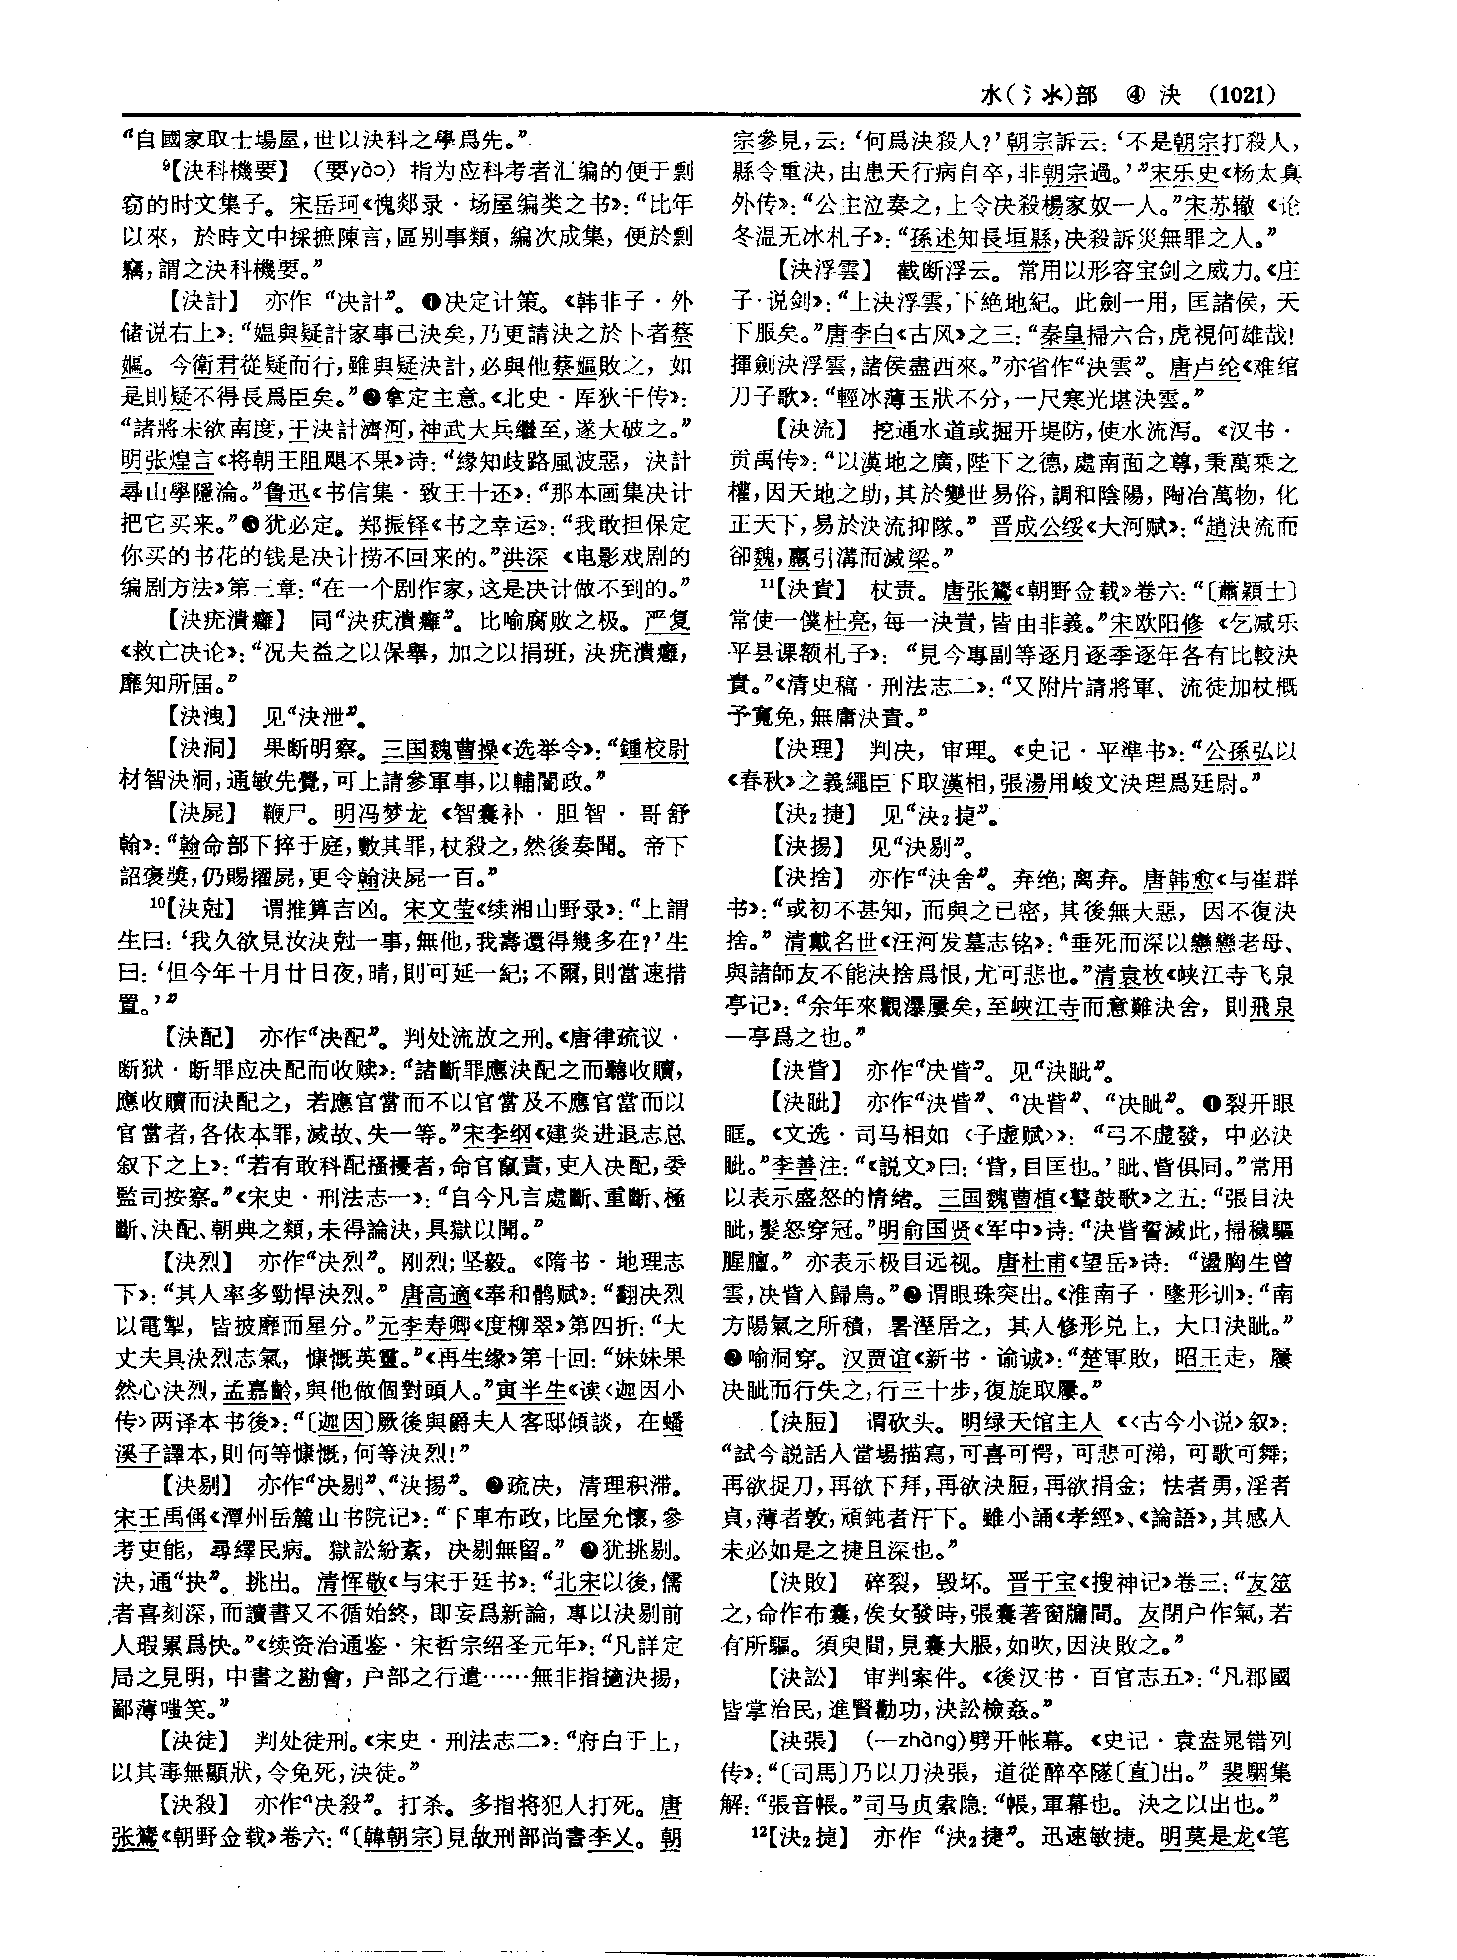 水(氵氺)部 ④ 決 (1021)
“自國家取士場屋，世以決科之學爲先。”
⁹【決科機要】 (要yào) 指为应科考者汇编的便于剽
窃的时文集子。宋岳珂《愧郯录·场屋编类之书》：“比年
以來，於時文中採摭陳言，區别事類，編次成集，便於剽
竊，謂之決科機要。”
【決計】 亦作“决計”。❶决定计策。《韩非子·外
储说右上》：“媪與疑計家事已決矣，乃更請決之於卜者蔡
嫗。今衛君從疑而行，雖與疑決計，必與他蔡嫗敗之，如
是則疑不得長爲臣矣。”❷拿定主意。《北史·厍狄干传》：
“諸將未欲南度，干決計濟河，神武大兵繼至，遂大破之。”
明张煌言《将朝王阻飓不果》诗：“緣知歧路風波惡，決計
尋山學隱淪。”鲁迅《书信集·致王十还》：“那本画集决计
把它买来。”❸犹必定。郑振铎《书之幸运》：“我敢担保定
你买的书花的钱是决计捞不回来的。”洪深《电影戏剧的
编剧方法》第二章：“在一个剧作家，这是决计做不到的。”
【決疣潰癰】 同“決疣潰癰”。比喻腐败之极。严复
《救亡决论》：“况夫益之以保舉，加之以捐班，決疣潰癰，
靡知所届。”
【決洩】 见“決泄”。
【決洞】 果断明察。三国魏曹操《选举令》：“鍾校尉
材智決洞，通敏先覺，可上請參軍事，以輔闇政。”
【決屍】 鞭尸。明冯梦龙《智囊补·胆智·哥舒
翰》：“翰命部下捽于庭，數其罪，杖殺之，然後奏聞。帝下
詔褒獎，仍賜擢屍，更令翰決屍一百。”
¹⁰【決尅】 谓推算吉凶。宋文莹《续湘山野录》：“上謂
生曰：‘我久欲見汝決尅一事，無他，我壽還得幾多在？’生
曰：‘但今年十月廿日夜，晴，則可延一紀；不爾，則當速措
置。’”
【決配】 亦作“决配”。判处流放之刑。《唐律疏议·
断狱·断罪应决配而收赎》：“諸斷罪應決配之而聽收贖，
應收贖而決配之，若應官當而不以官當及不應官當而以
官當者，各依本罪，減故、失一等。”宋李纲《建炎进退志总
叙下之上》：“若有敢科配搔擾者，命官竄責，吏人决配，委
監司按察。”《宋史·刑法志一》：“自今凡言處斷、重斷、極
斷、決配、朝典之類，未得論決，具獄以聞。”
【決烈】 亦作“决烈”。刚烈；坚毅。《隋书·地理志
下》：“其人率多勁悍決烈。”唐高適《奉和鹘赋》：“翻决烈
以電掣，皆披靡而星分。”元李寿卿《度柳翠》第四折：“大
丈夫具決烈志氣，慷慨英靈。”《再生缘》第十回：“妹妹果
然心決烈，孟嘉齡，與他做個對頭人。”寅半生《读〈迦因小
传〉两译本书後》：“〔迦因〕厥後與爵夫人客邸傾談，在蟠
溪子譯本，則何等慷慨，何等決烈！”
【決剔】 亦作“决剔”、“決掦”。❶疏决，清理积滞。
宋王禹偁《潭州岳麓山书院记》：“下車布政，比屋允懷，參
考吏能，尋繹民病。獄訟紛紊，決剔無留。”❷犹挑剔。
決，通“抉”。挑出。清恽敬《与宋于廷书》：“北宋以後，儒
者喜刻深，而讀書又不循始終，即妄爲新論，專以決剔前
人瑕累爲快。”《续资治通鉴·宋哲宗绍圣元年》：“凡詳定
局之見明，中書之勘會，户部之行遣……無非指擿決掦，
鄙薄嗤笑。”
【決徒】 判处徒刑。《宋史·刑法志二》：“府白于上，
以其毒無顯狀，令免死，決徒。”
【決殺】 亦作“决殺”。打杀。多指将犯人打死。唐
张鷟《朝野佥载》卷六：“〔韓朝宗〕見故刑部尚書李乂。朝
宗參見，云：‘何爲決殺人？’朝宗訴云：‘不是朝宗打殺人，
縣令重決，由患天行病自卒，非朝宗過。’”宋乐史《杨太真
外传》：“公主泣奏之，上令决殺楊家奴一人。”宋苏辙《论
冬温无冰札子》：“孫述知長垣縣，决殺訴災無罪之人。”
【決浮雲】 截断浮云。常用以形容宝剑之威力。《庄
子·说剑》：“上決浮雲，下絶地紀。此劍一用，匡諸侯，天
下服矣。”唐李白《古风》之三：“秦皇掃六合，虎視何雄哉！
揮劍決浮雲，諸侯盡西來。”亦省作“決雲”。唐卢纶《难绾
刀子歌》：“輕冰薄玉狀不分，一尺寒光堪決雲。”
【決流】 挖通水道或掘开堤防，使水流泻。《汉书·
贡禹传》：“以漢地之廣，陛下之德，處南面之尊，秉萬乘之
權，因天地之助，其於變世易俗，調和陰陽，陶冶萬物，化
正天下，易於決流抑隊。”晋成公绥《大河赋》：“趙決流而
卻魏，嬴引溝而滅梁。”
¹¹【決責】 杖责。唐张鷟《朝野佥载》卷六：“〔蕭穎士〕
常使一僕杜亮，每一決責，皆由非義。”宋欧阳修《乞减乐
平县课额札子》：“見今專副等逐月逐季逐年各有比較決
責。”《清史稿·刑法志二》：“又附片請將軍、流徒加杖概
予寬免，無庸決責。”
【決理】 判决，审理。《史记·平準书》：“公孫弘以
《春秋》之義繩臣下取漢相，張湯用峻文決理爲廷尉。”
【决₂捷】 见“決₂捷”。
【決掦】 见“決剔”。
【決捨】 亦作“決舍”。弃绝；离弃。唐韩愈《与崔群
书》：“或初不甚知，而與之已密，其後無大惡，因不復決
捨。”清戴名世《汪河发墓志铭》：“垂死而深以戀戀老母、
與諸師友不能決捨爲恨，尤可悲也。”清袁枚《峡江寺飞泉
亭记》：“余年來觀瀑屢矣，至峽江寺而意難決舍，則飛泉
一亭爲之也。”
【決眥】 亦作“决眥”。见“決眦”。
【決眦】 亦作“決眥”、“决眥”、“决眦”。❶裂开眼
眶。《文选·司马相如〈子虚赋〉》：“弓不虚發，中必決
眦。”李善注：“《説文》曰：‘眥，目匡也。’眦、眥俱同。”常用
以表示盛怒的情绪。三国魏曹植《鼙鼓歌》之五：“張目決
眦，髮怒穿冠。”明俞国贤《军中》诗：“決眥誓滅此，掃穢驅
腥膻。”亦表示极目远视。唐杜甫《望岳》诗：“盪胸生曾
雲，决眥入歸鳥。”❷谓眼珠突出。《淮南子·墬形训》：“南
方陽氣之所積，暑溼居之，其人修形兑上，大口決眦。”
❸喻洞穿。汉贾谊《新书·谕诚》：“楚軍敗，昭王走，屨
決眦而行失之，行三十步，復旋取屨。”
【決脰】 谓砍头。明绿天馆主人《〈古今小说〉叙》：
“試今説話人當場描寫，可喜可愕，可悲可涕，可歌可舞；
再欲捉刀，再欲下拜，再欲決脰，再欲捐金；怯者勇，淫者
貞，薄者敦，頑鈍者汗下。雖小誦《孝經》、《論語》，其感人
未必如是之捷且深也。”
【決敗】 碎裂，毁坏。晋干宝《搜神记》卷三：“友筮
之，命作布囊，俟女發時，張囊著窗牖間。友閉户作氣，若
有所驅。須臾間，見囊大脹，如吹，因決敗之。”
【決訟】 审判案件。《後汉书·百官志五》：“凡郡國
皆掌治民，進賢勸功，決訟檢姦。”
【決張】 (—zhàng)劈开帐幕。《史记·袁盎晁错列
传》：“〔司馬〕乃以刀決張，道從醉卒隧〔直〕出。”裴駰集
解：“張音帳。”司马贞索隐：“帳，軍幕也。決之以出也。”
¹²【決₂捷】 亦作“决₂捷”。迅速敏捷。明莫是龙《笔